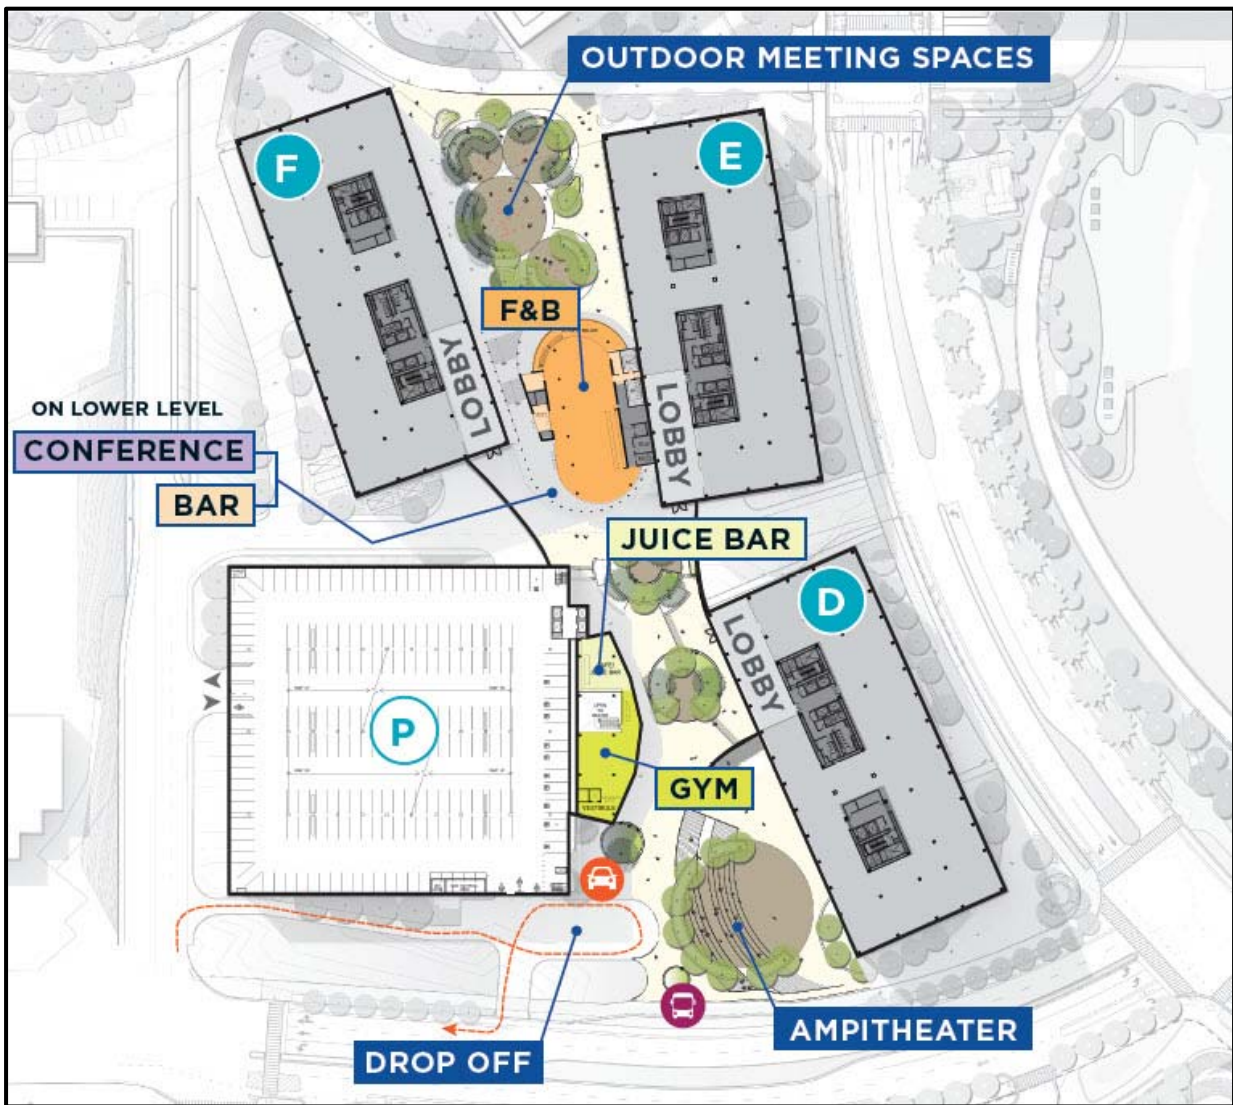 OUTDOOR MEETING SPACES
F
E
F&B
LOBBY
LOBBY
ON LOWER LEVEL
CONFERENCE
BAR
JUICE BAR
D
LOBBY
P
GYM
AMPITHEATER
DROP OFF